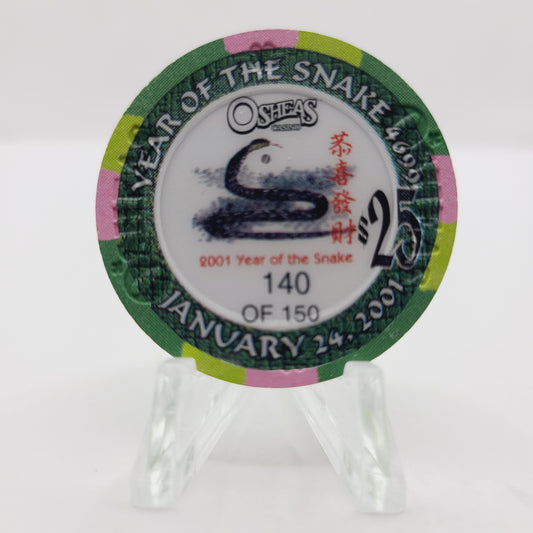 YEAR OF THE SNAKE 4699
OSHEAS
CASINO
恭喜發財
$25
2001 Year of the Snake
140
OF 150
JANUARY 24, 2001